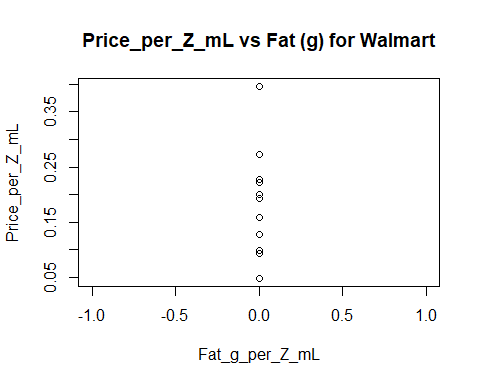 Price_per_Z_mL vs Fat (g) for Walmart
Price_per_Z_mL
0.35
0.25
0.15
0.05
-1.0 -0.5 0.0 0.5 1.0
Fat_g_per_Z_mL